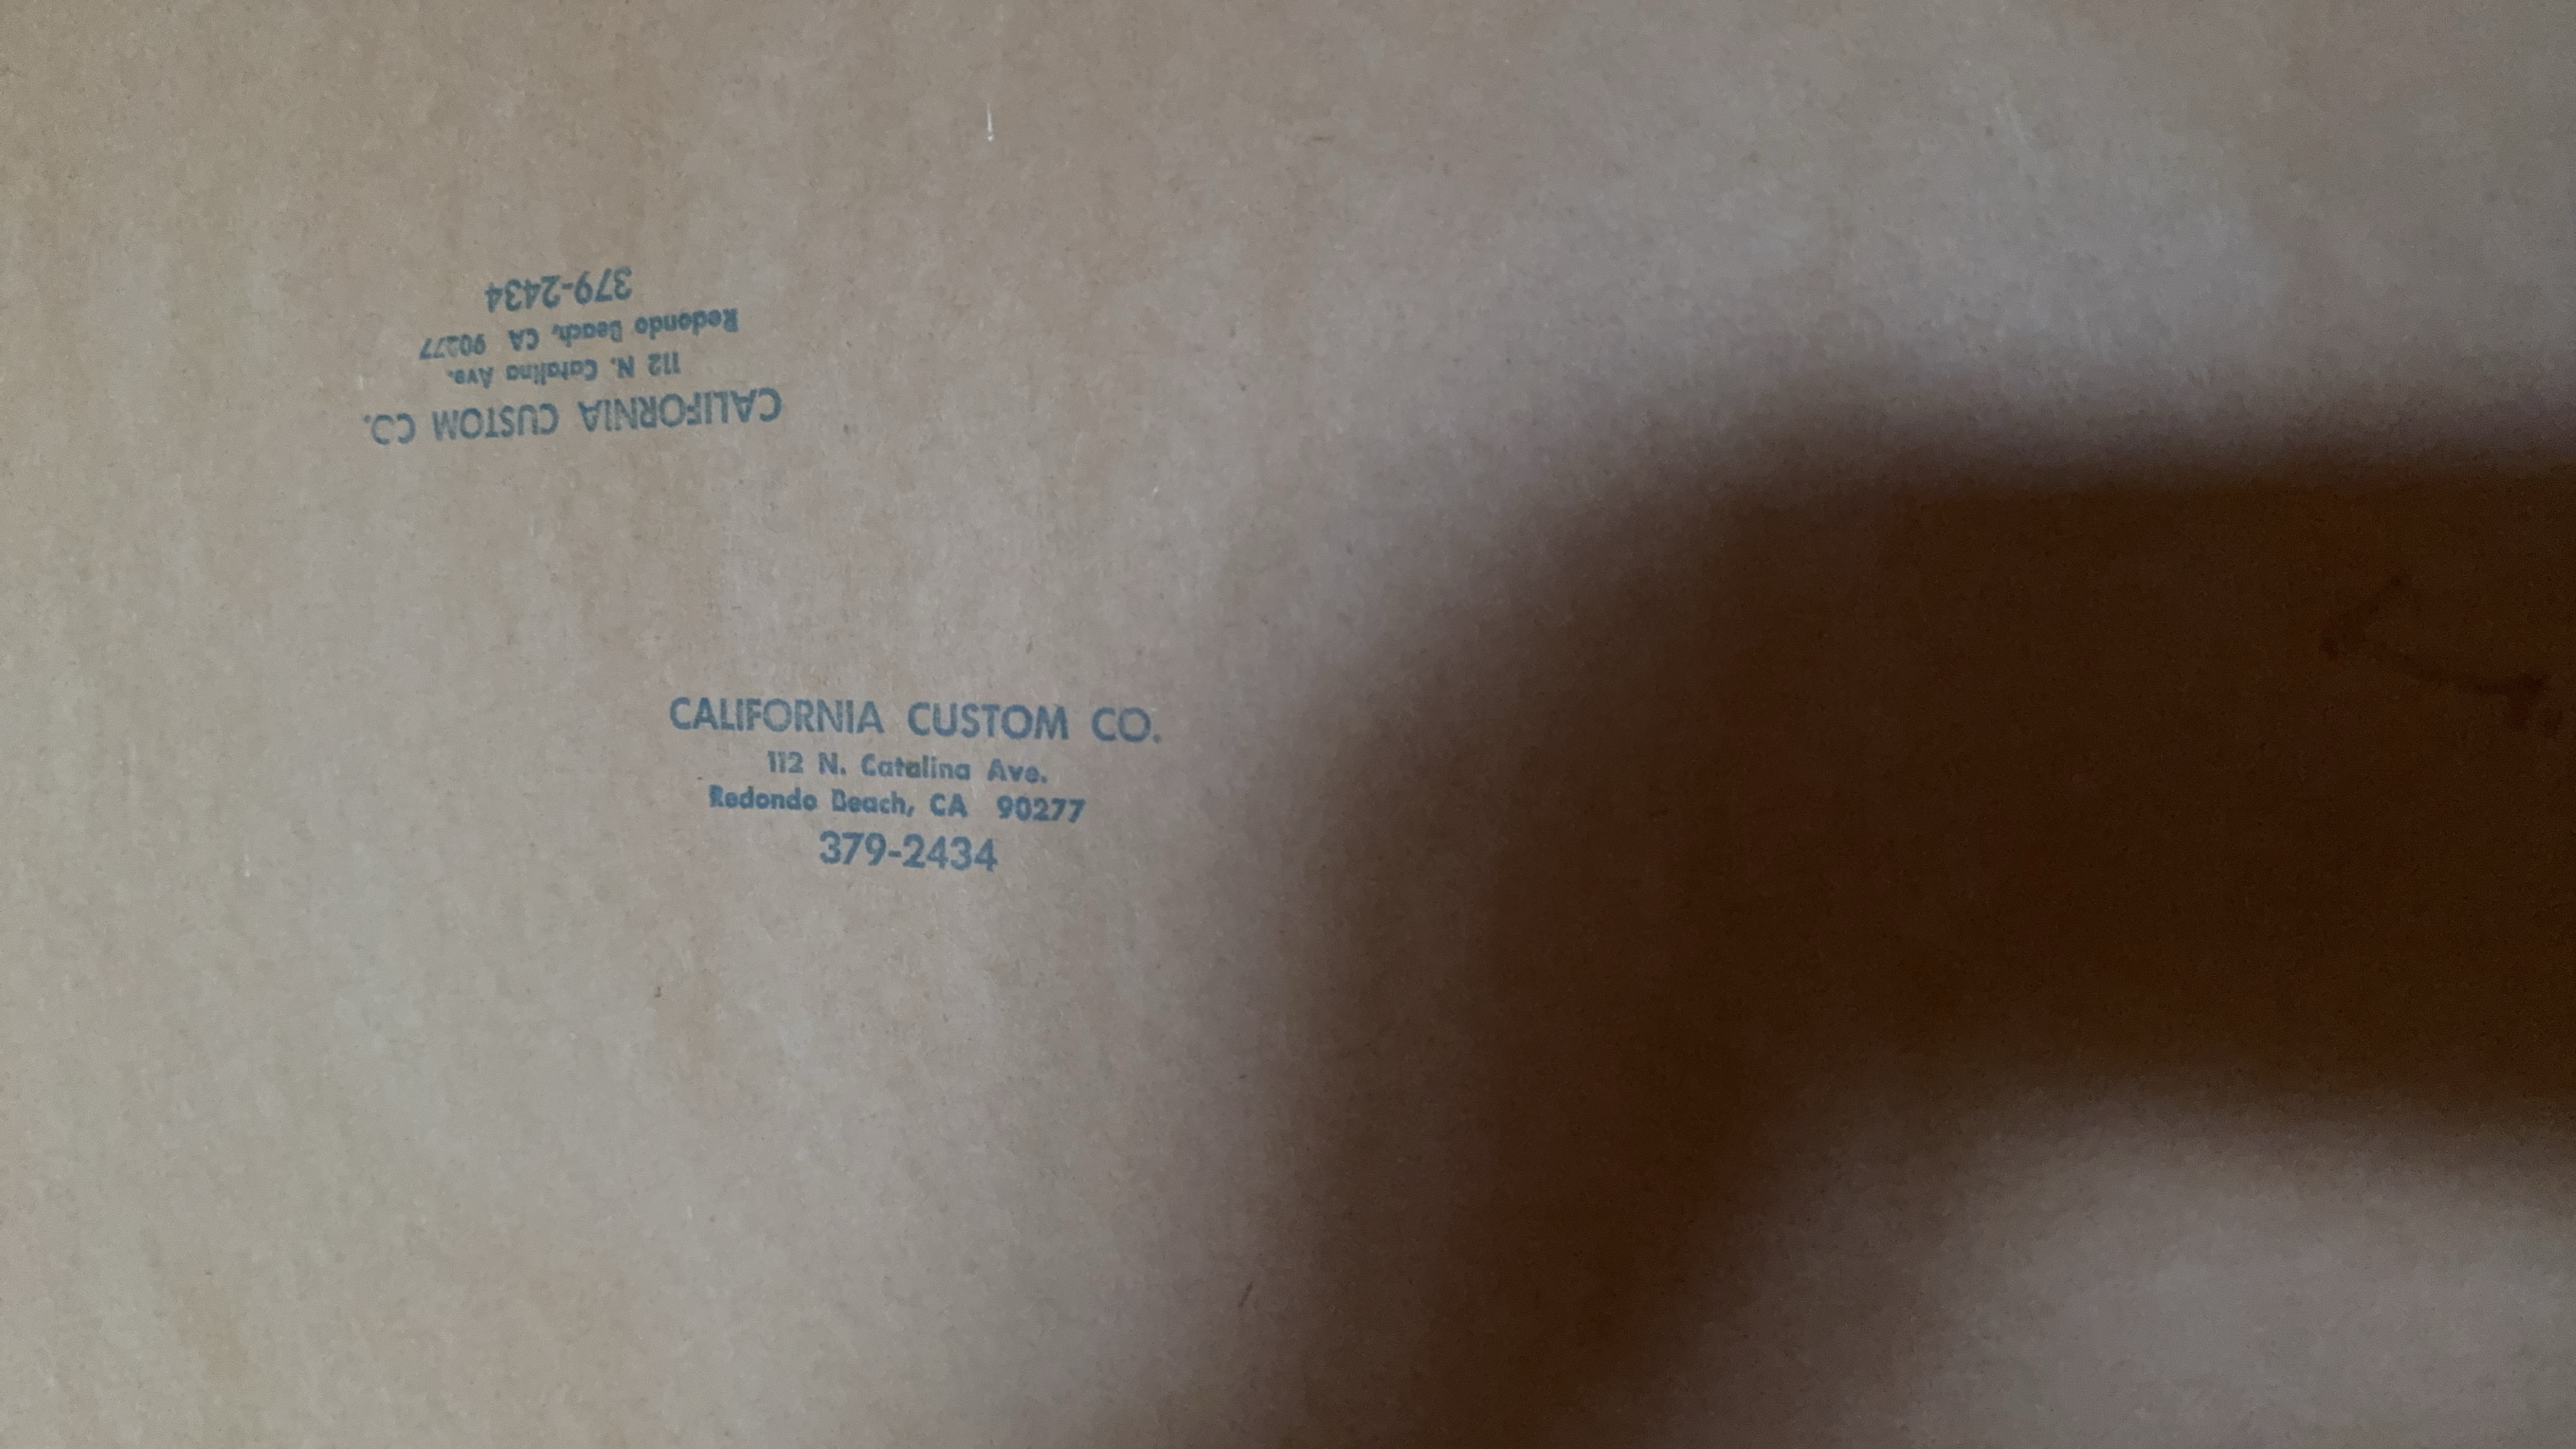 379-2434
Redondo Beach, CA 90277
112 N. Catalina Ave.
CALIFORNIA CUSTOM CO.
CALIFORNIA CUSTOM CO.
112 N. Catalina Ave.
Redondo Beach, CA 90277
379-2434